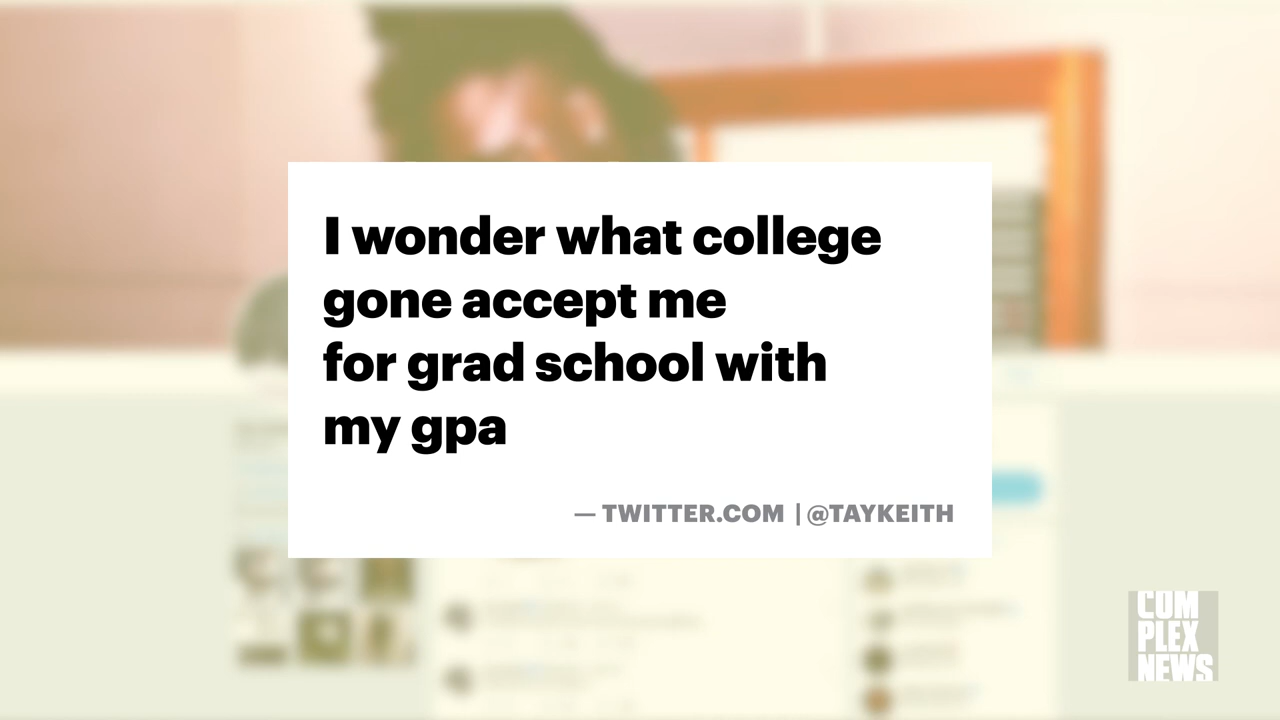 I wonder what college
gone accept me
for grad school with
my gpa
— TWITTER.COM | @TAYKEITH
COM
PLEX
NEWS